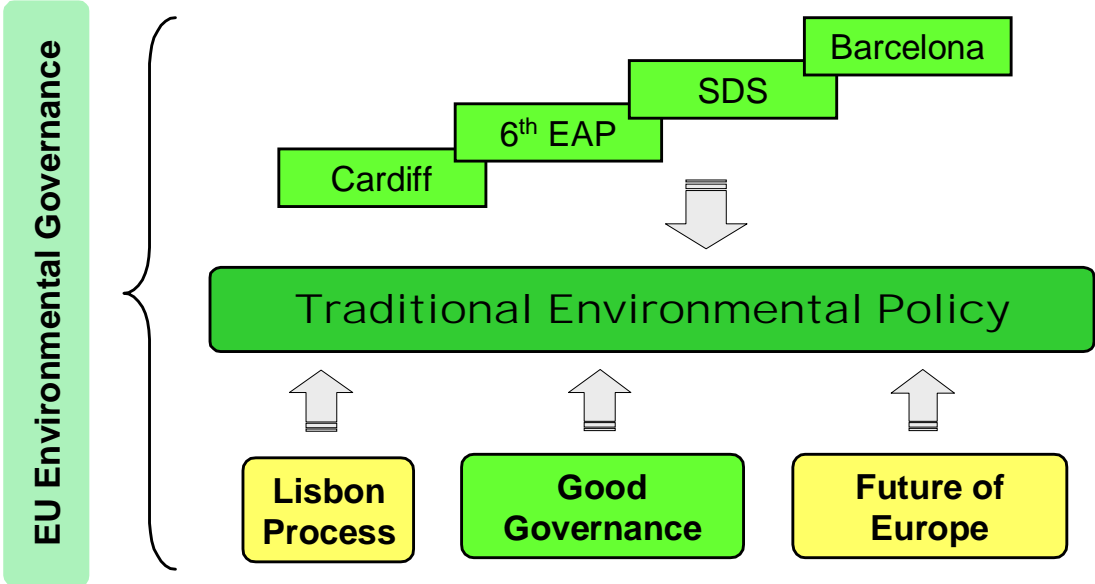 EU Environmental Governance
Barcelona
SDS
6th EAP
Cardiff
Traditional Environmental Policy
Lisbon
Process
Good
Governance
Future of
Europe